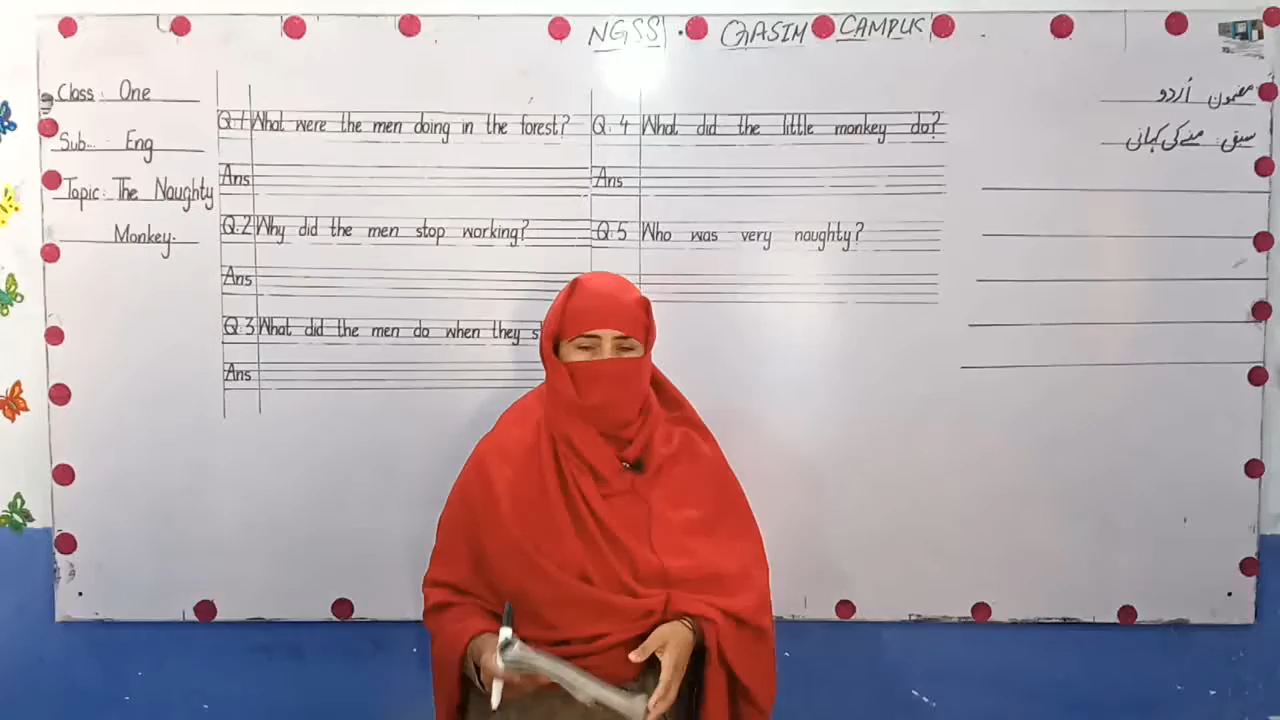 NGSS. QASIM CAMPUS
Class: One
Sub.. Eng
Topic: The Naughty
Monkey.
Q.1 What were the men doing in the forest?
Ans
Q.2 Why did the men stop working?
Ans
Q.3 What did the men do when they s
Ans
Q.4 What did the little monkey do?
Ans
Q.5 Who was very naughty?
مضمون اُردو
سبق: منے کی کہانی